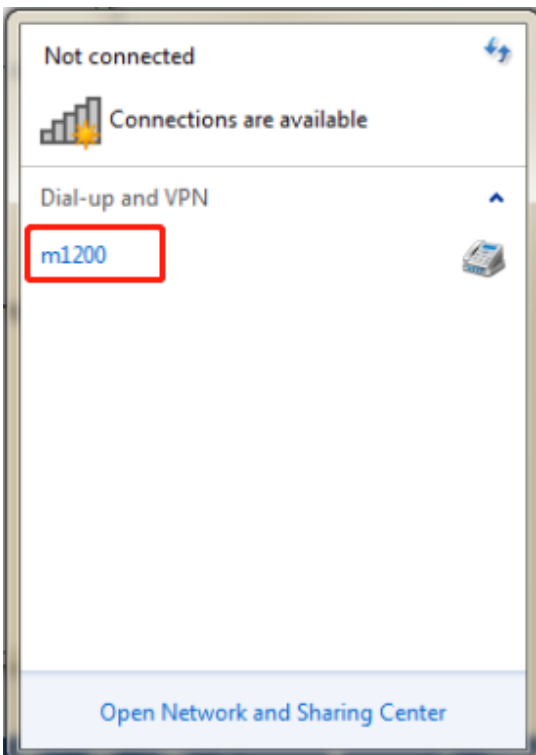 Not connected
Connections are available
Dial-up and VPN
m1200
Open Network and Sharing Center